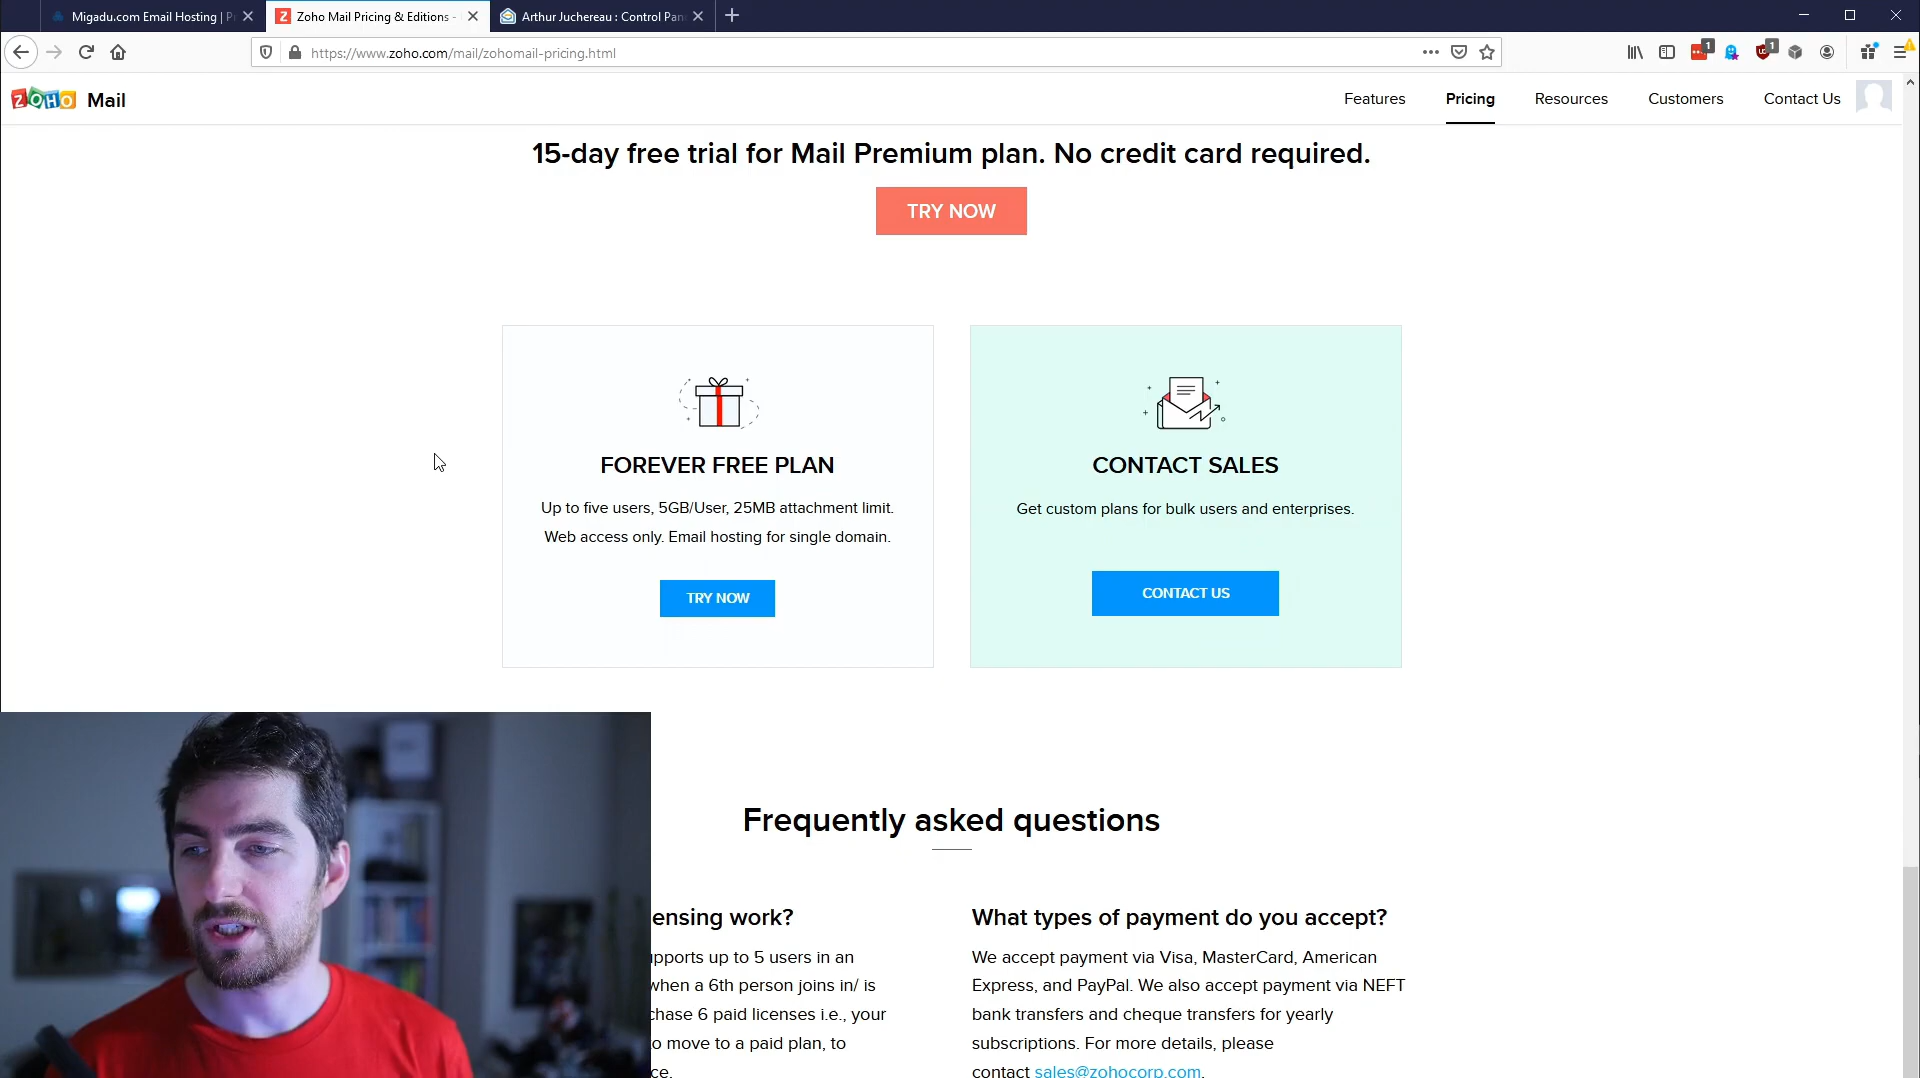 Migadu.com Email Hosting | P
Zoho Mail Pricing & Editions -
Arthur Juchereau : Control Pan
https://www.zoho.com/mail/zohomail-pricing.html
1
1
ZOHO Mail
Features
Pricing
Resources
Customers
Contact Us
15-day free trial for Mail Premium plan. No credit card required.
TRY NOW
FOREVER FREE PLAN
Up to five users, 5GB/User, 25MB attachment limit.
Web access only. Email hosting for single domain.
TRY NOW
CONTACT SALES
Get custom plans for bulk users and enterprises.
CONTACT US
Frequently asked questions
ensing work?
upports up to 5 users in an
when a 6th person joins in/ is
chase 6 paid licenses i.e., your
o move to a paid plan, to
ce.
What types of payment do you accept?
We accept payment via Visa, MasterCard, American
Express, and PayPal. We also accept payment via NEFT
bank transfers and cheque transfers for yearly
subscriptions. For more details, please
contact sales@zohocorp.com.